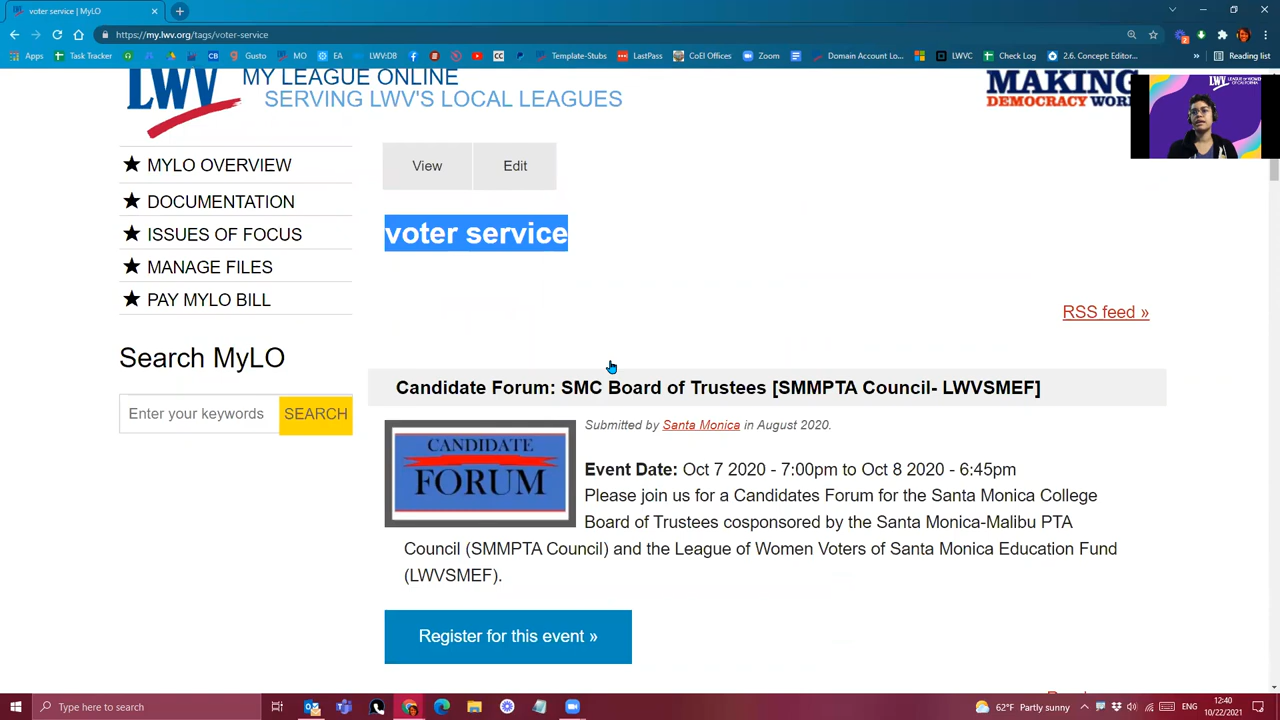 voter service | MyLO
https://my.lwv.org/tags/voter-service
Apps Task Tracker Gusto MO EA LWV:DB Template-Stubs LastPass CoEI Offices Zoom Domain Account Lo... LWVC Check Log 2.6. Concept: Editor... » Reading list
LWV
MY LEAGUE ONLINE
SERVING LWV'S LOCAL LEAGUES
MAKING
DEMOCRACY WOR
MYLO OVERVIEW
DOCUMENTATION
ISSUES OF FOCUS
MANAGE FILES
PAY MYLO BILL
Search MyLO
Enter your keywords SEARCH
View Edit
voter service
RSS feed »
Candidate Forum: SMC Board of Trustees [SMMPTA Council- LWVSMEF]
CANDIDATE
FORUM
Submitted by Santa Monica in August 2020.
Event Date: Oct 7 2020 - 7:00pm to Oct 8 2020 - 6:45pm
Please join us for a Candidates Forum for the Santa Monica College
Board of Trustees cosponsored by the Santa Monica-Malibu PTA
Council (SMMPTA Council) and the League of Women Voters of Santa Monica Education Fund
(LWVSMEF).
Register for this event »
Type here to search
62°F Partly sunny
ENG
12:40
10/22/2021